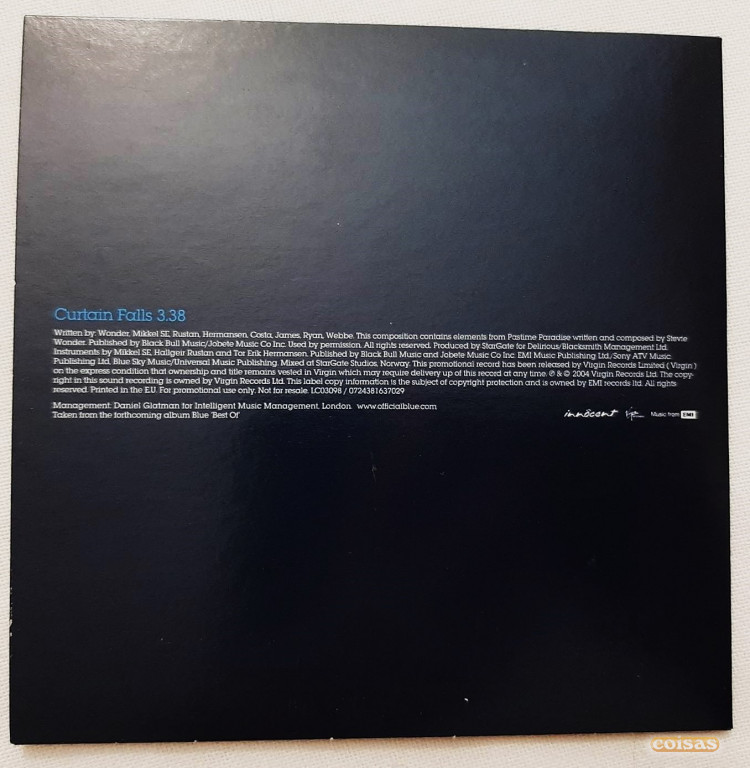 Curtain Falls 3.38
Written by: Wonder, Mikkel SE, Rustan, Hermansen, Costa, James, Ryan, Webbe. This composition contains elements from Pastime Paradise written and composed by Stevie
Wonder. Published by Black Bull Music/Jobete Music Co Inc. Used by permission. All rights reserved. Produced by StarGate for Delirious/Blacksmith Management Ltd.
Instruments by Mikkel SE, Hallgeir Rustan and Tor Erik Hermansen. Published by Black Bull Music and Jobete Music Co Inc. EMI Music Publishing Ltd./Sony ATV Music
Publishing Ltd. Blue Sky Music/Universal Music Publishing. Mixed at StarGate Studios, Norway. This promotional record has been released by Virgin Records Limited ( Virgin )
on the express condition that ownership and title remains vested in Virgin which may require delivery up of this record at any time. ℗ & © 2004 Virgin Records Ltd. The copy-
right in this sound recording is owned by Virgin Records Ltd. This label copy information is the subject of copyright protection and is owned by EMI records ltd. All rights
reserved. Printed in the E.U. For promotional use only. Not for resale. LC03098 / 0724381637029
Management: Daniel Glatman for Intelligent Music Management, London. www.officialblue.com
Taken from the forthcoming album Blue 'Best Of'
innöcent Virgin Music from EMI
coisas